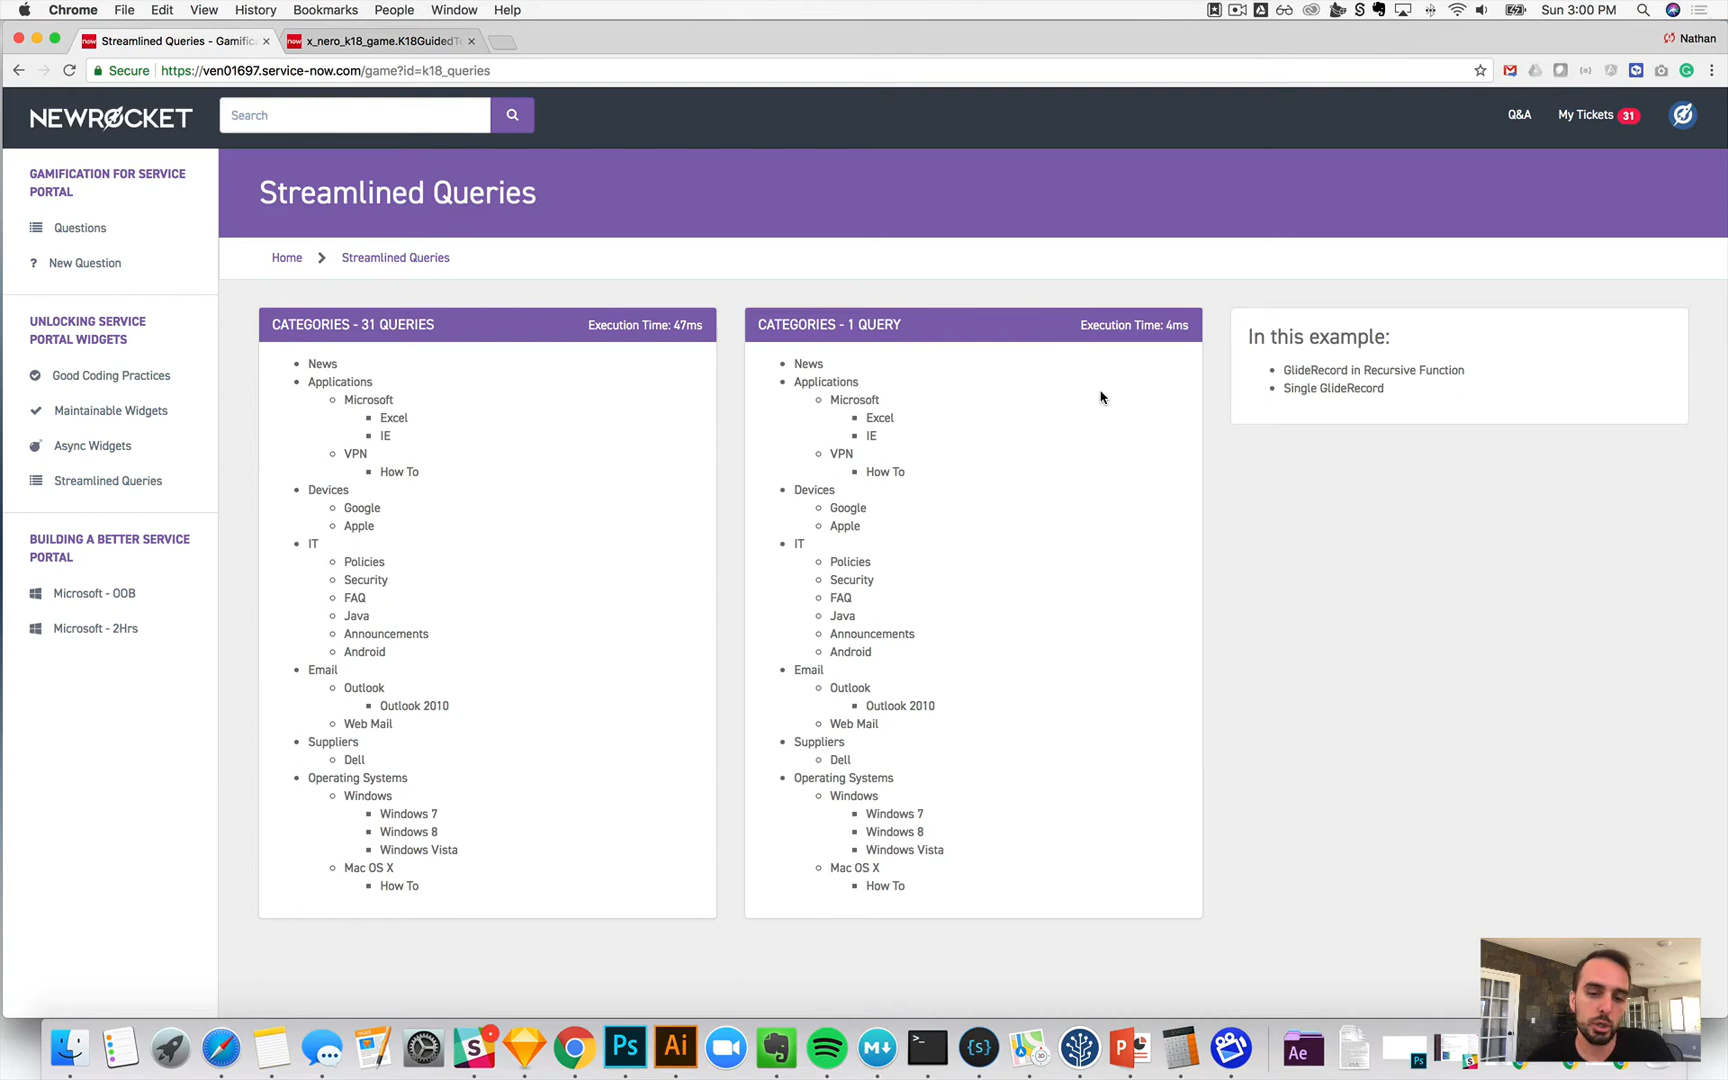 Chrome File Edit View History Bookmarks People Window Help
Sun 3:00 PM
Streamlined Queries - Gamific
x_nero_k18_game.K18GuidedT
Nathan
Secure https://ven01697.service-now.com/game?id=k18_queries
NEWROCKET
Search
Q&A
My Tickets 31
GAMIFICATION FOR SERVICE
PORTAL
Questions
? New Question
UNLOCKING SERVICE
PORTAL WIDGETS
Good Coding Practices
Maintainable Widgets
Async Widgets
Streamlined Queries
BUILDING A BETTER SERVICE
PORTAL
Microsoft - OOB
Microsoft - 2Hrs
Streamlined Queries
Home > Streamlined Queries
CATEGORIES - 31 QUERIES
Execution Time: 47ms
News
Applications
Microsoft
Excel
IE
VPN
How To
Devices
Google
Apple
IT
Policies
Security
FAQ
Java
Announcements
Android
Email
Outlook
Outlook 2010
Web Mail
Suppliers
Dell
Operating Systems
Windows
Windows 7
Windows 8
Windows Vista
Mac OS X
How To
CATEGORIES - 1 QUERY
Execution Time: 4ms
News
Applications
Microsoft
Excel
IE
VPN
How To
Devices
Google
Apple
IT
Policies
Security
FAQ
Java
Announcements
Android
Email
Outlook
Outlook 2010
Web Mail
Suppliers
Dell
Operating Systems
Windows
Windows 7
Windows 8
Windows Vista
Mac OS X
How To
In this example:
GlideRecord in Recursive Function
Single GlideRecord
Ps
Ai
M
{s}
P
Ae
Ps